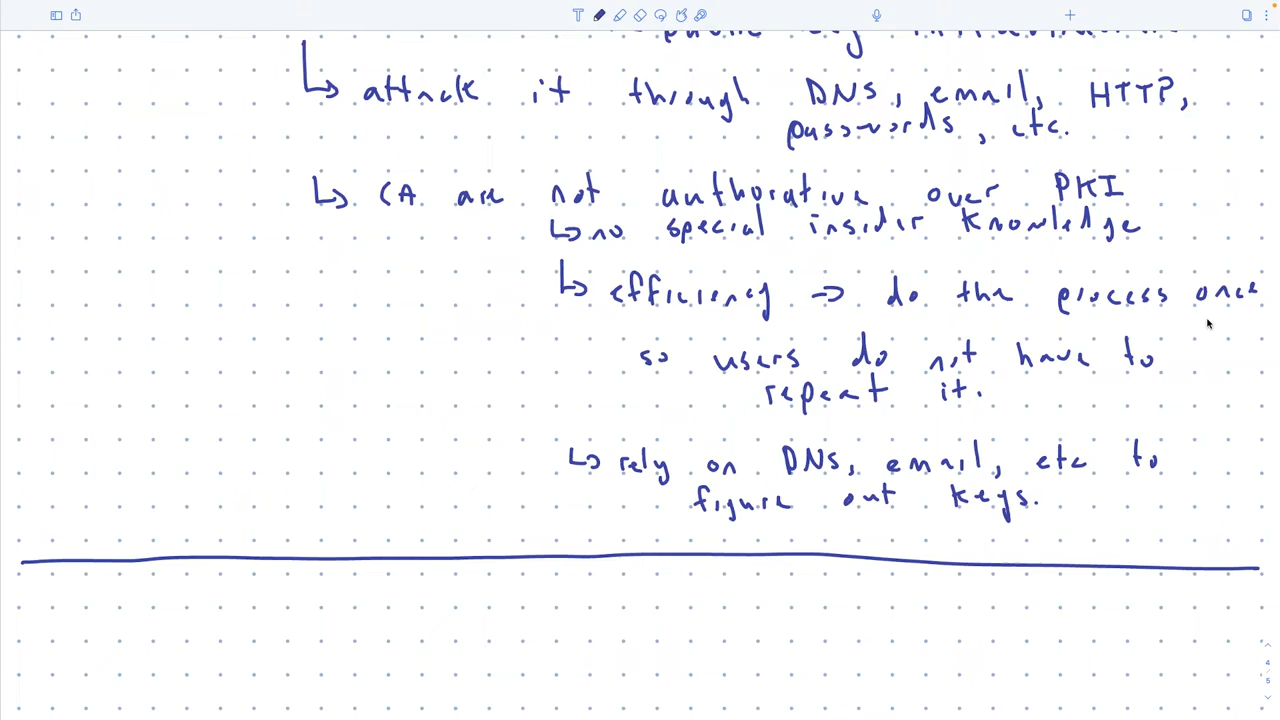 ↳ attack it through DNS, email, HTTP,
passwords, etc.
↳ CA are not authorative over PKI
↳ no special insider knowledge
↳ efficiency → do the process once
so users do not have to
repeat it.
↳ rely on DNS, email, etc to
figure out keys.
4
5